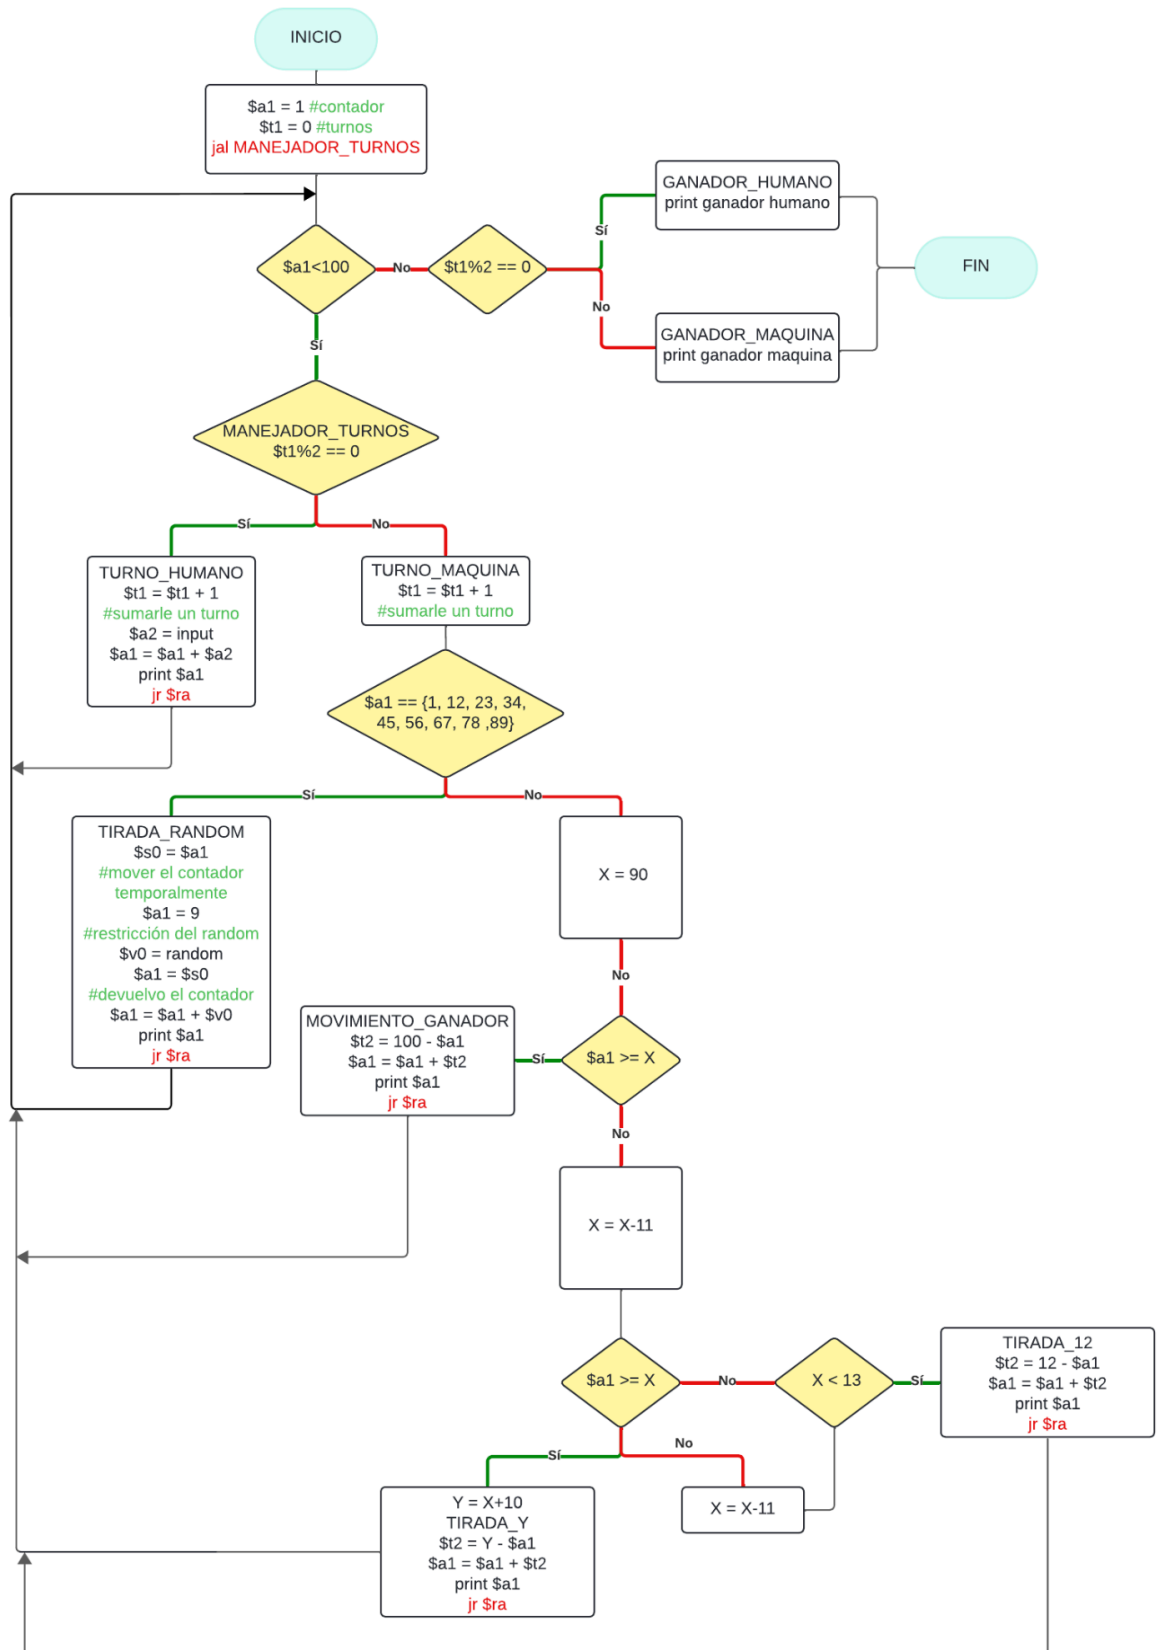 INICIO
$a1 = 1 #contador
$t1 = 0 #turnos
jal MANEJADOR_TURNOS
GANADOR_HUMANO
print ganador humano
Sí
$a1<100
No
$t1%2 == 0
FIN
No
GANADOR_MAQUINA
print ganador maquina
Sí
MANEJADOR_TURNOS
$t1%2 == 0
Sí
No
TURNO_HUMANO
$t1 = $t1 + 1
#sumarle un turno
$a2 = input
$a1 = $a1 + $a2
print $a1
jr $ra
TURNO_MAQUINA
$t1 = $t1 + 1
#sumarle un turno
$a1 == {1, 12, 23, 34,
45, 56, 67, 78 ,89}
Sí
No
TIRADA_RANDOM
$s0 = $a1
#mover el contador
temporalmente
$a1 = 9
#restricción del random
$v0 = random
$a1 = $s0
#devuelvo el contador
$a1 = $a1 + $v0
print $a1
jr $ra
X = 90
No
MOVIMIENTO_GANADOR
$t2 = 100 - $a1
$a1 = $a1 + $t2
print $a1
jr $ra
Sí
$a1 >= X
No
X = X-11
$a1 >= X
No
X < 13
Sí
TIRADA_12
$t2 = 12 - $a1
$a1 = $a1 + $t2
print $a1
jr $ra
Sí
No
Y = X+10
TIRADA_Y
$t2 = Y - $a1
$a1 = $a1 + $t2
print $a1
jr $ra
X = X-11